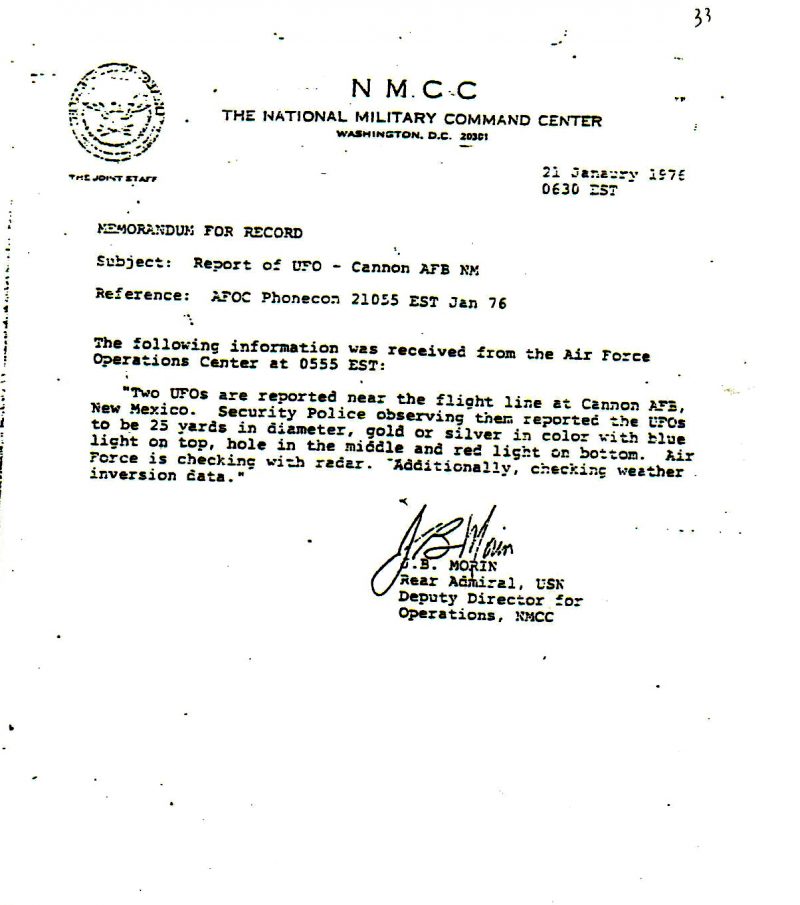 33
N M.C.C
THE NATIONAL MILITARY COMMAND CENTER
WASHINGTON, D.C. 20301
THE JOINT STAFF
21 Janaury 1976
0630 EST
MEMORANDUM FOR RECORD
Subject: Report of UFO - Cannon AFB NM
Reference: AFOC Phonecon 21055 EST Jan 76
The following information was received from the Air Force
Operations Center at 0555 EST:
"Two UFOs are reported near the flight line at Cannon AFB,
New Mexico. Security Police observing them reported the UFOs
to be 25 yards in diameter, gold or silver in color with blue
light on top, hole in the middle and red light on bottom. Air
Force is checking with radar. "Additionally, checking weather
inversion data."
J B Morin
J.B. MORIN
Rear Admiral, USN
Deputy Director for
Operations, NMCC